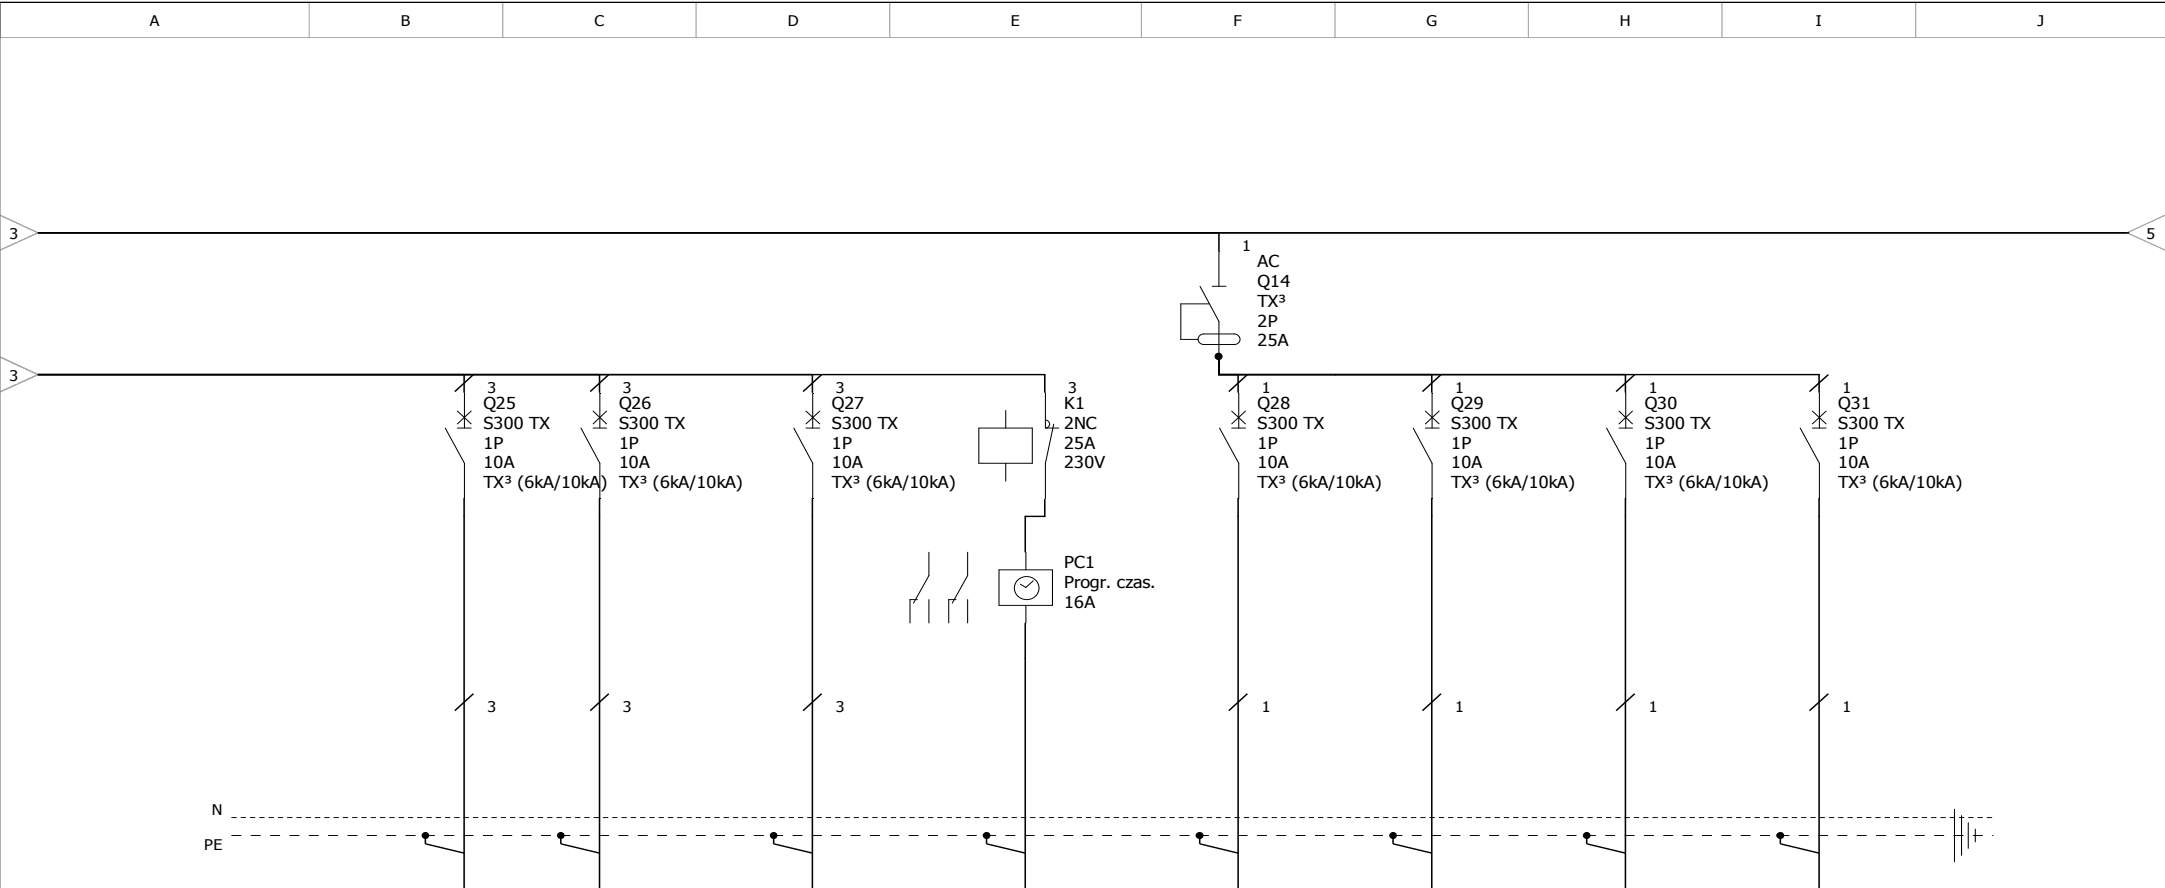 A B C D E F G H I J
3
5
1
AC
Q14
TX³
2P
25A
3
3
Q25
S300 TX
1P
10A
TX³ (6kA/10kA)
3
Q26
S300 TX
1P
10A
TX³ (6kA/10kA)
3
Q27
S300 TX
1P
10A
TX³ (6kA/10kA)
3
K1
2NC
25A
230V
1
Q28
S300 TX
1P
10A
TX³ (6kA/10kA)
1
Q29
S300 TX
1P
10A
TX³ (6kA/10kA)
1
Q30
S300 TX
1P
10A
TX³ (6kA/10kA)
1
Q31
S300 TX
1P
10A
TX³ (6kA/10kA)
PC1
Progr. czas.
16A
3 3 3 1 1 1 1
N
PE